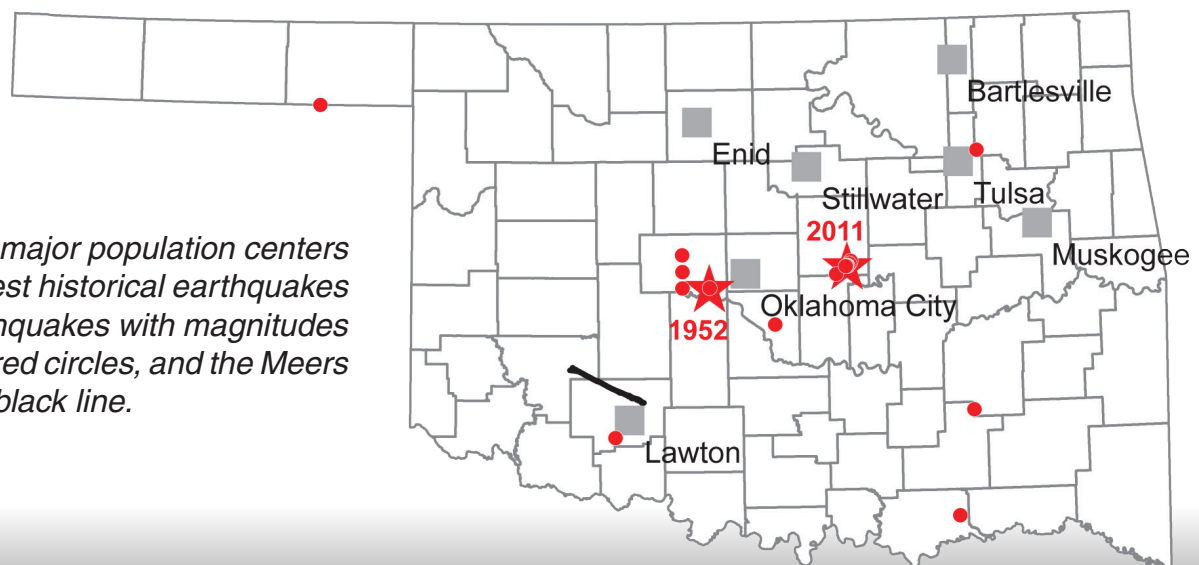 Bartlesville
Enid
Stillwater
Tulsa
2011
Muskogee
major population centers
est historical earthquakes
Oklahoma City
hquakes with magnitudes
1952
red circles, and the Meers
black line.
Lawton